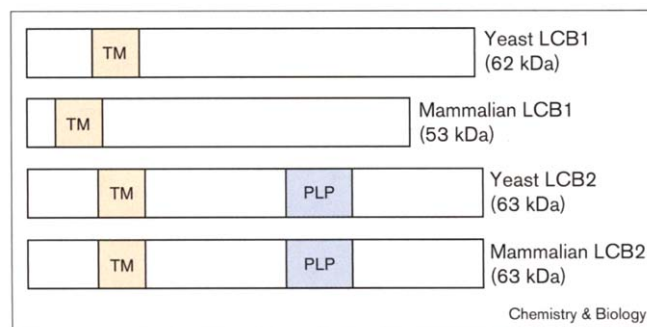 TM
Yeast LCB1
(62 kDa)
TM
Mammalian LCB1
(53 kDa)
TM
PLP
Yeast LCB2
(63 kDa)
TM
PLP
Mammalian LCB2
(63 kDa)
Chemistry & Biology